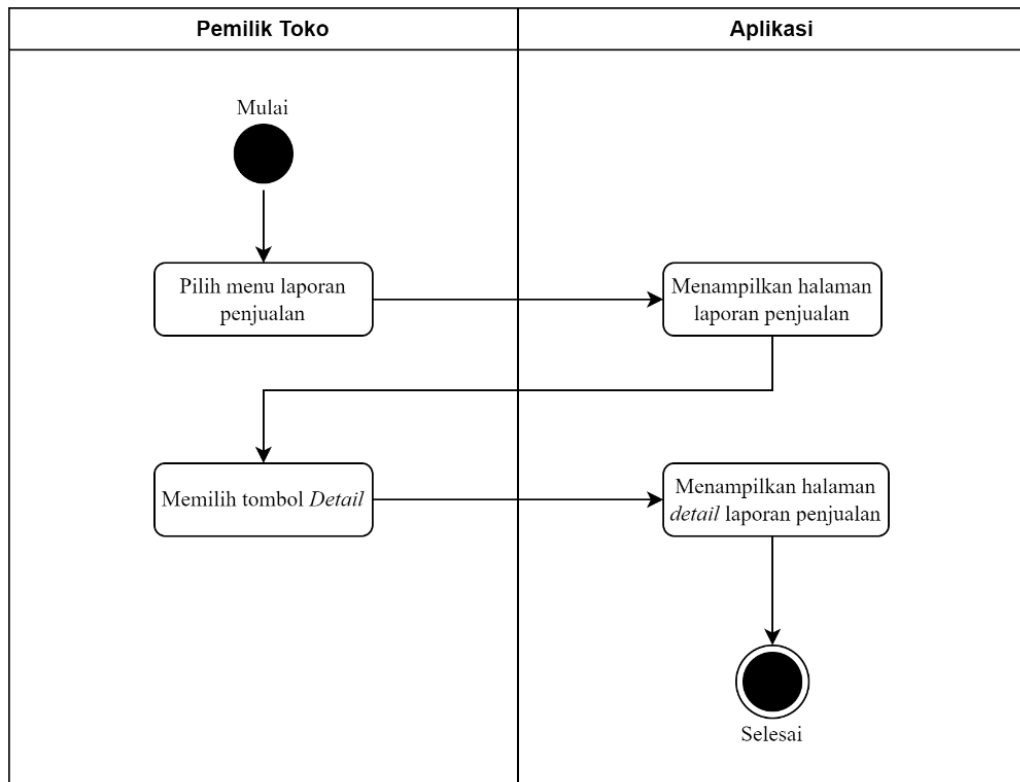 Pemilik Toko
Aplikasi
Mulai
Pilih menu laporan
penjualan
Menampilkan halaman
laporan penjualan
Memilih tombol Detail
Menampilkan halaman
detail laporan penjualan
Selesai